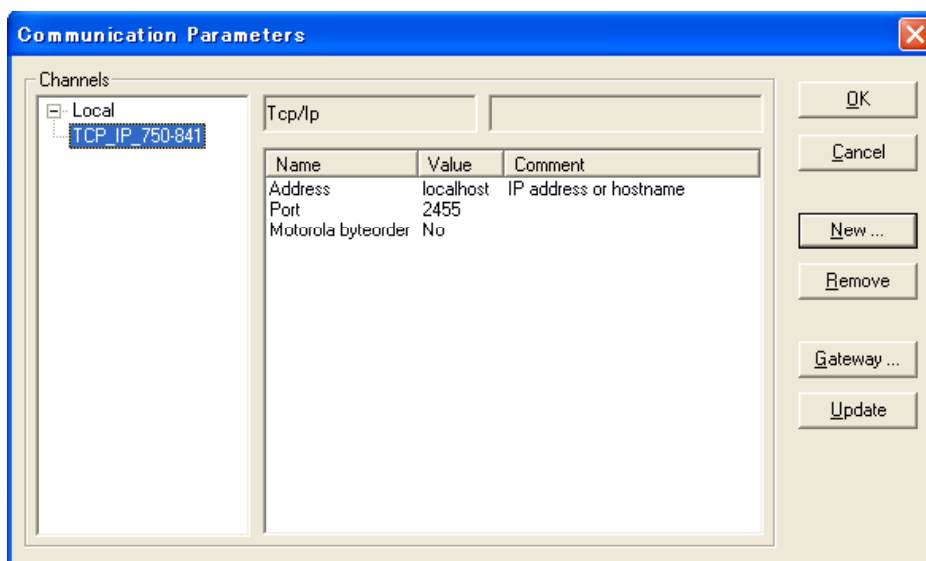 Communication Parameters
Channels
Local
TCP_IP_750-841
Tcp/Ip
Name Value Comment
Address localhost IP address or hostname
Port 2455
Motorola byteorder No
OK
Cancel
New ...
Remove
Gateway ...
Update